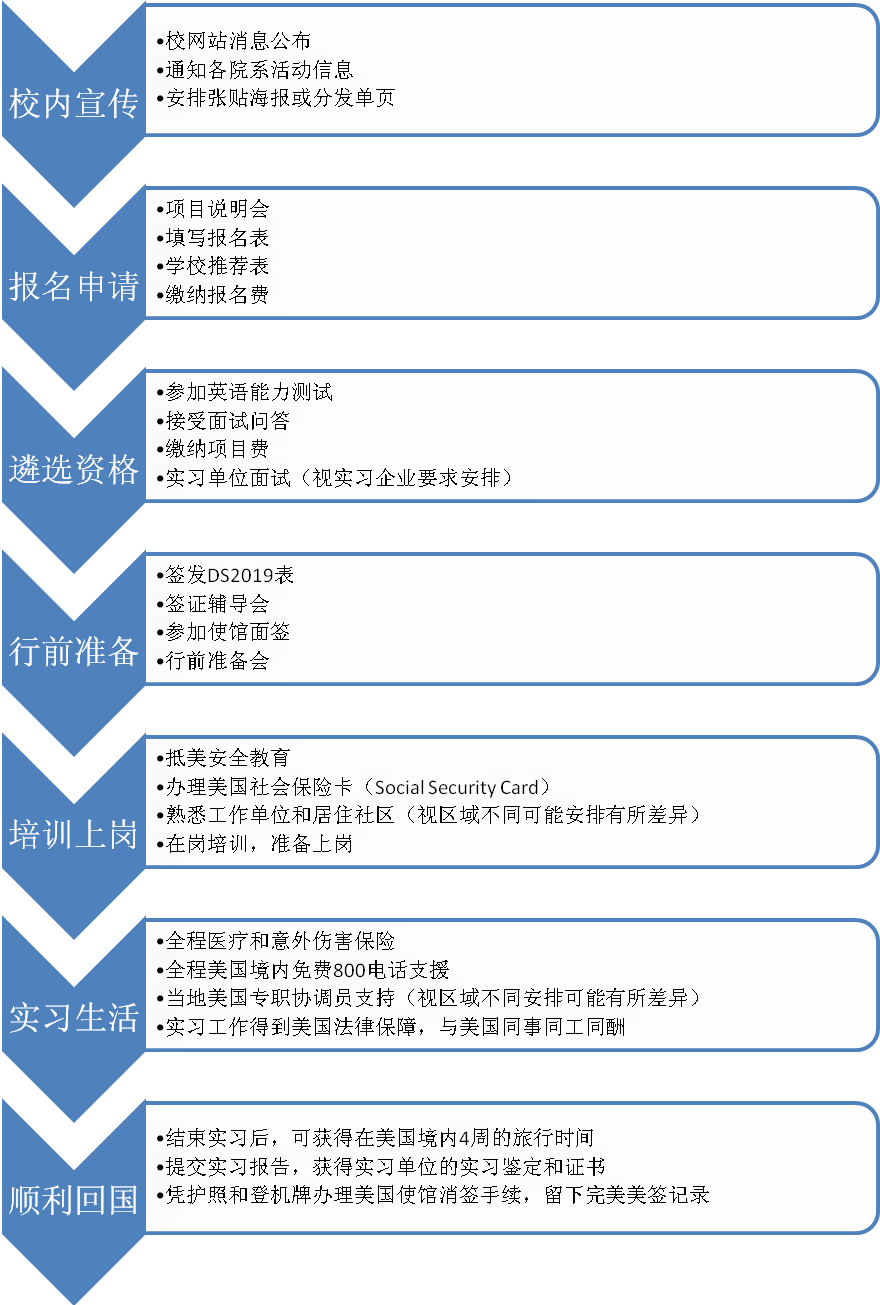 校内宣传
•校网站消息公布
•通知各院系活动信息
•安排张贴海报或分发单页
报名申请
•项目说明会
•填写报名表
•学校推荐表
•缴纳报名费
遴选资格
•参加英语能力测试
•接受面试问答
•缴纳项目费
•实习单位面试（视实习企业要求安排）
行前准备
•签发DS2019表
•签证辅导会
•参加使馆面签
•行前准备会
培训上岗
•抵美安全教育
•办理美国社会保险卡（Social Security Card）
•熟悉工作单位和居住社区（视区域不同可能安排有所差异）
•在岗培训，准备上岗
实习生活
•全程医疗和意外伤害保险
•全程美国境内免费800电话支援
•当地美国专职协调员支持（视区域不同安排可能有所差异）
•实习工作得到美国法律保障，与美国同事同工同酬
顺利回国
•结束实习后，可获得在美国境内4周的旅行时间
•提交实习报告，获得实习单位的实习鉴定和证书
•凭护照和登机牌办理美国使馆消签手续，留下完美美签记录